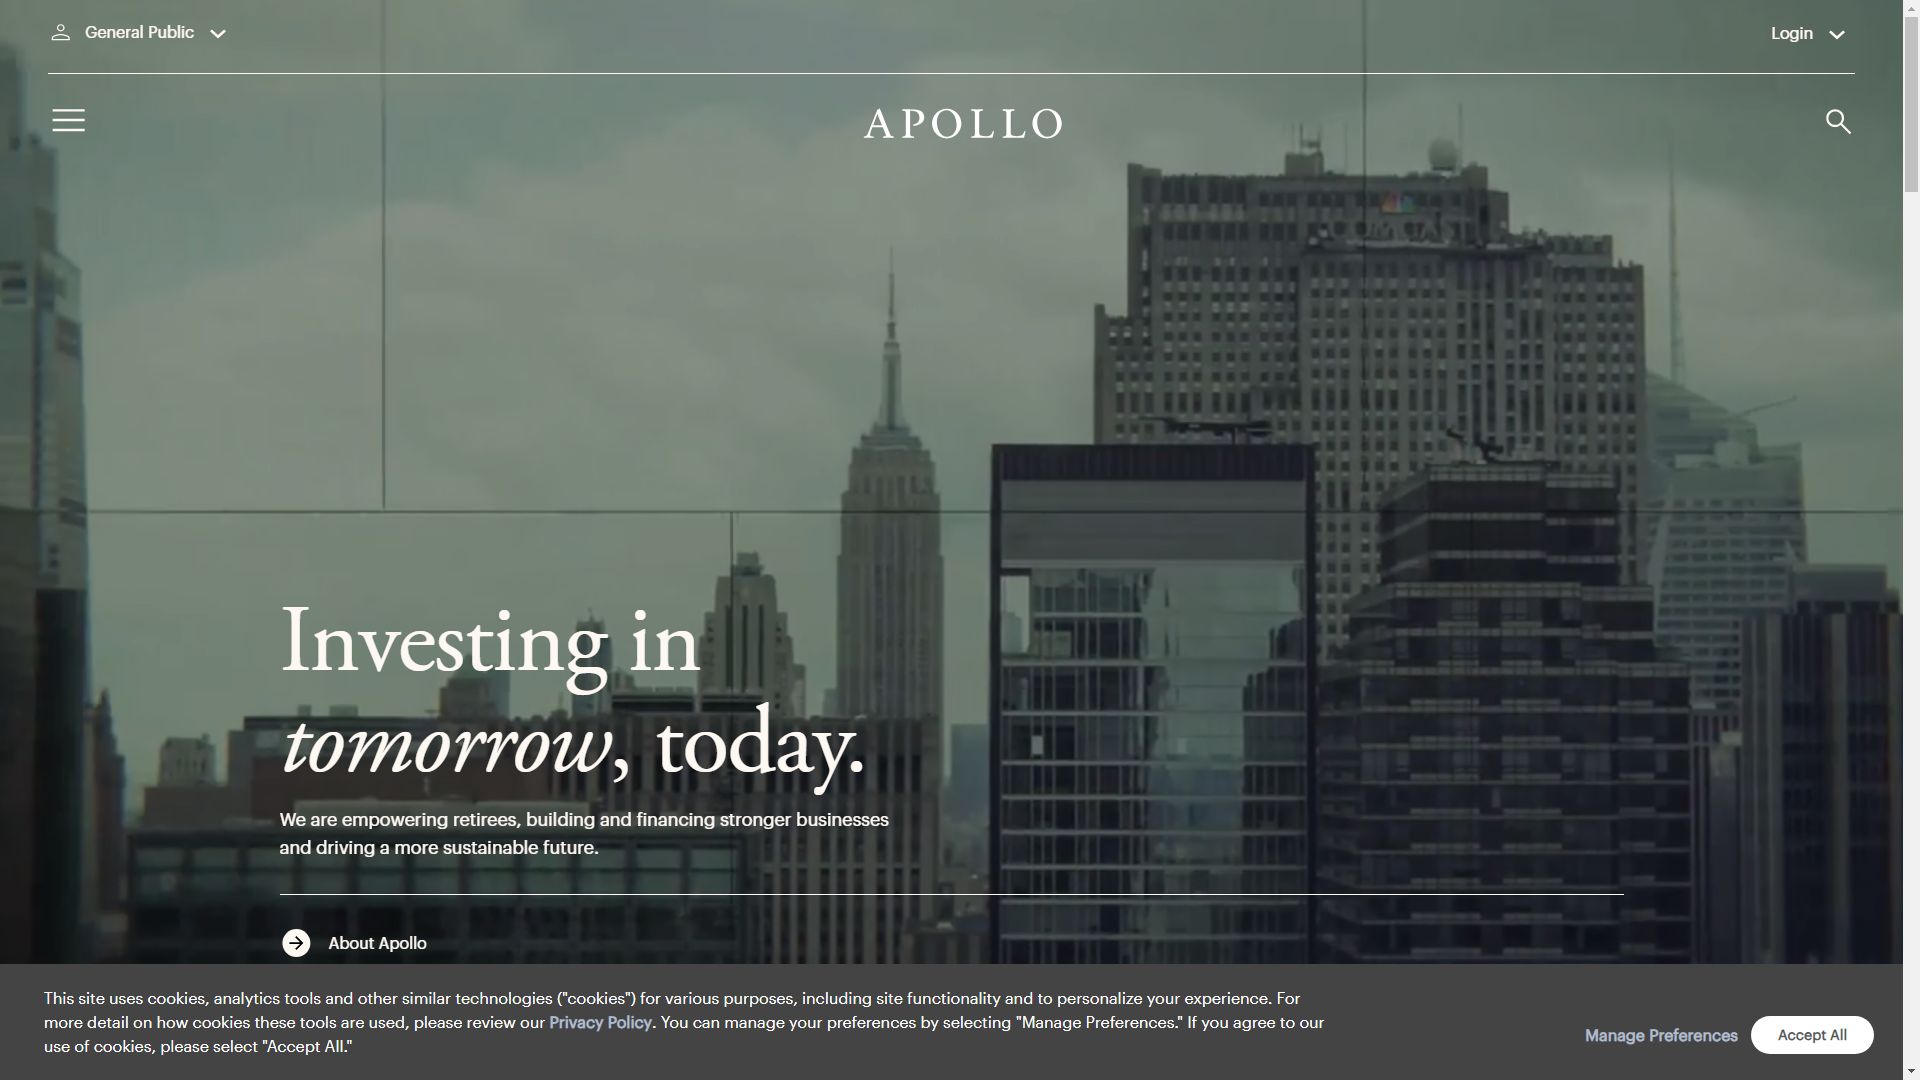 General Public
Login
APOLLO
Investing in
tomorrow, today.
We are empowering retirees, building and financing stronger businesses
and driving a more sustainable future.
About Apollo
This site uses cookies, analytics tools and other similar technologies ("cookies") for various purposes, including site functionality and to personalize your experience. For
more detail on how cookies these tools are used, please review our Privacy Policy. You can manage your preferences by selecting "Manage Preferences." If you agree to our
use of cookies, please select "Accept All."
Manage Preferences
Accept All